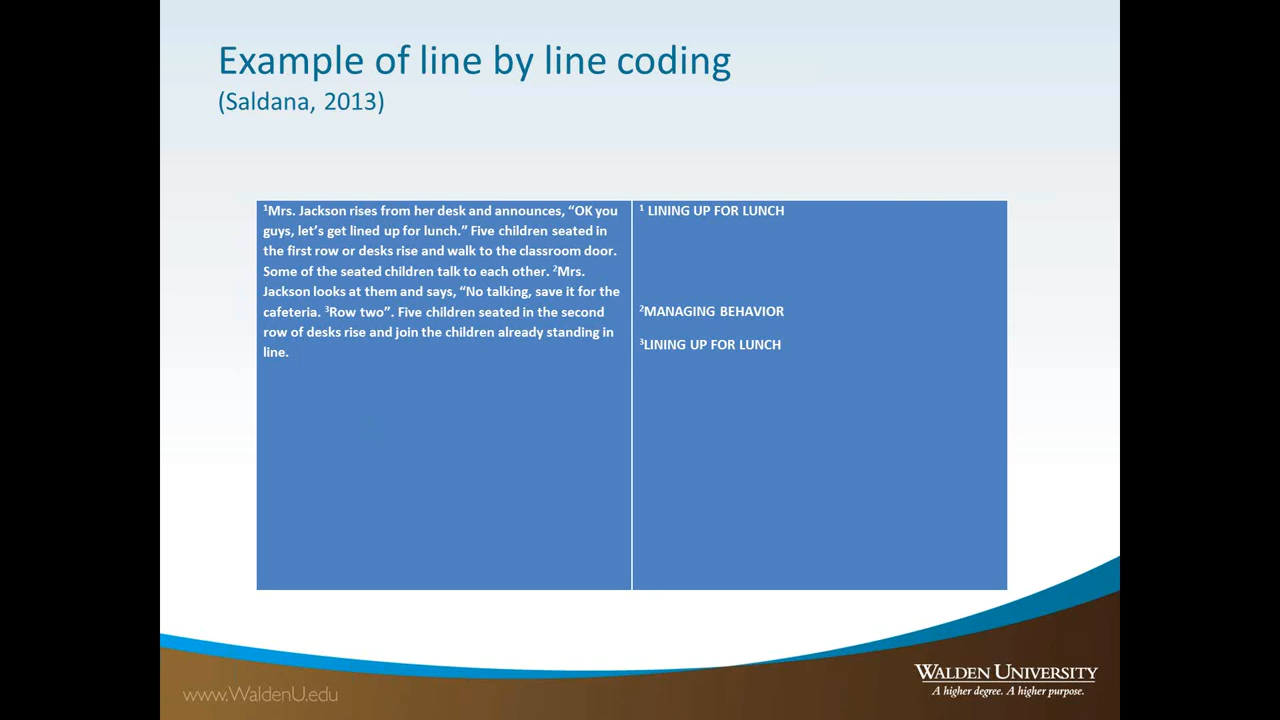 Example of line by line coding
(Saldana, 2013)
¹Mrs. Jackson rises from her desk and announces, “OK you
guys, let’s get lined up for lunch.” Five children seated in
the first row or desks rise and walk to the classroom door.
Some of the seated children talk to each other. ²Mrs.
Jackson looks at them and says, “No talking, save it for the
cafeteria. ³Row two”. Five children seated in the second
row of desks rise and join the children already standing in
line.
¹ LINING UP FOR LUNCH
²MANAGING BEHAVIOR
³LINING UP FOR LUNCH
www.WaldenU.edu
WALDEN UNIVERSITY
A higher degree. A higher purpose.